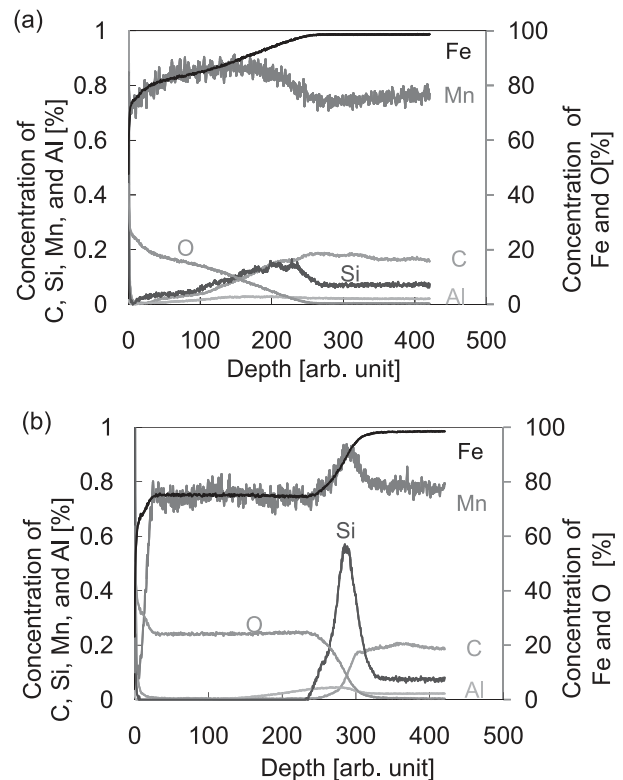 (a)
Concentration of
C, Si, Mn, and Al [%]
1
0.8
0.6
0.4
0.2
0
Fe
Mn
O
Si
C
Al
100
80
60
40
20
0
Concentration of
Fe and O[%]
0 100 200 300 400 500
Depth [arb. unit]
(b)
Concentration of
C, Si, Mn, and Al [%]
1
0.8
0.6
0.4
0.2
0
Fe
Mn
Si
O
C
Al
100
80
60
40
20
0
Concentration of
Fe and O [%]
0 100 200 300 400 500
Depth [arb. unit]